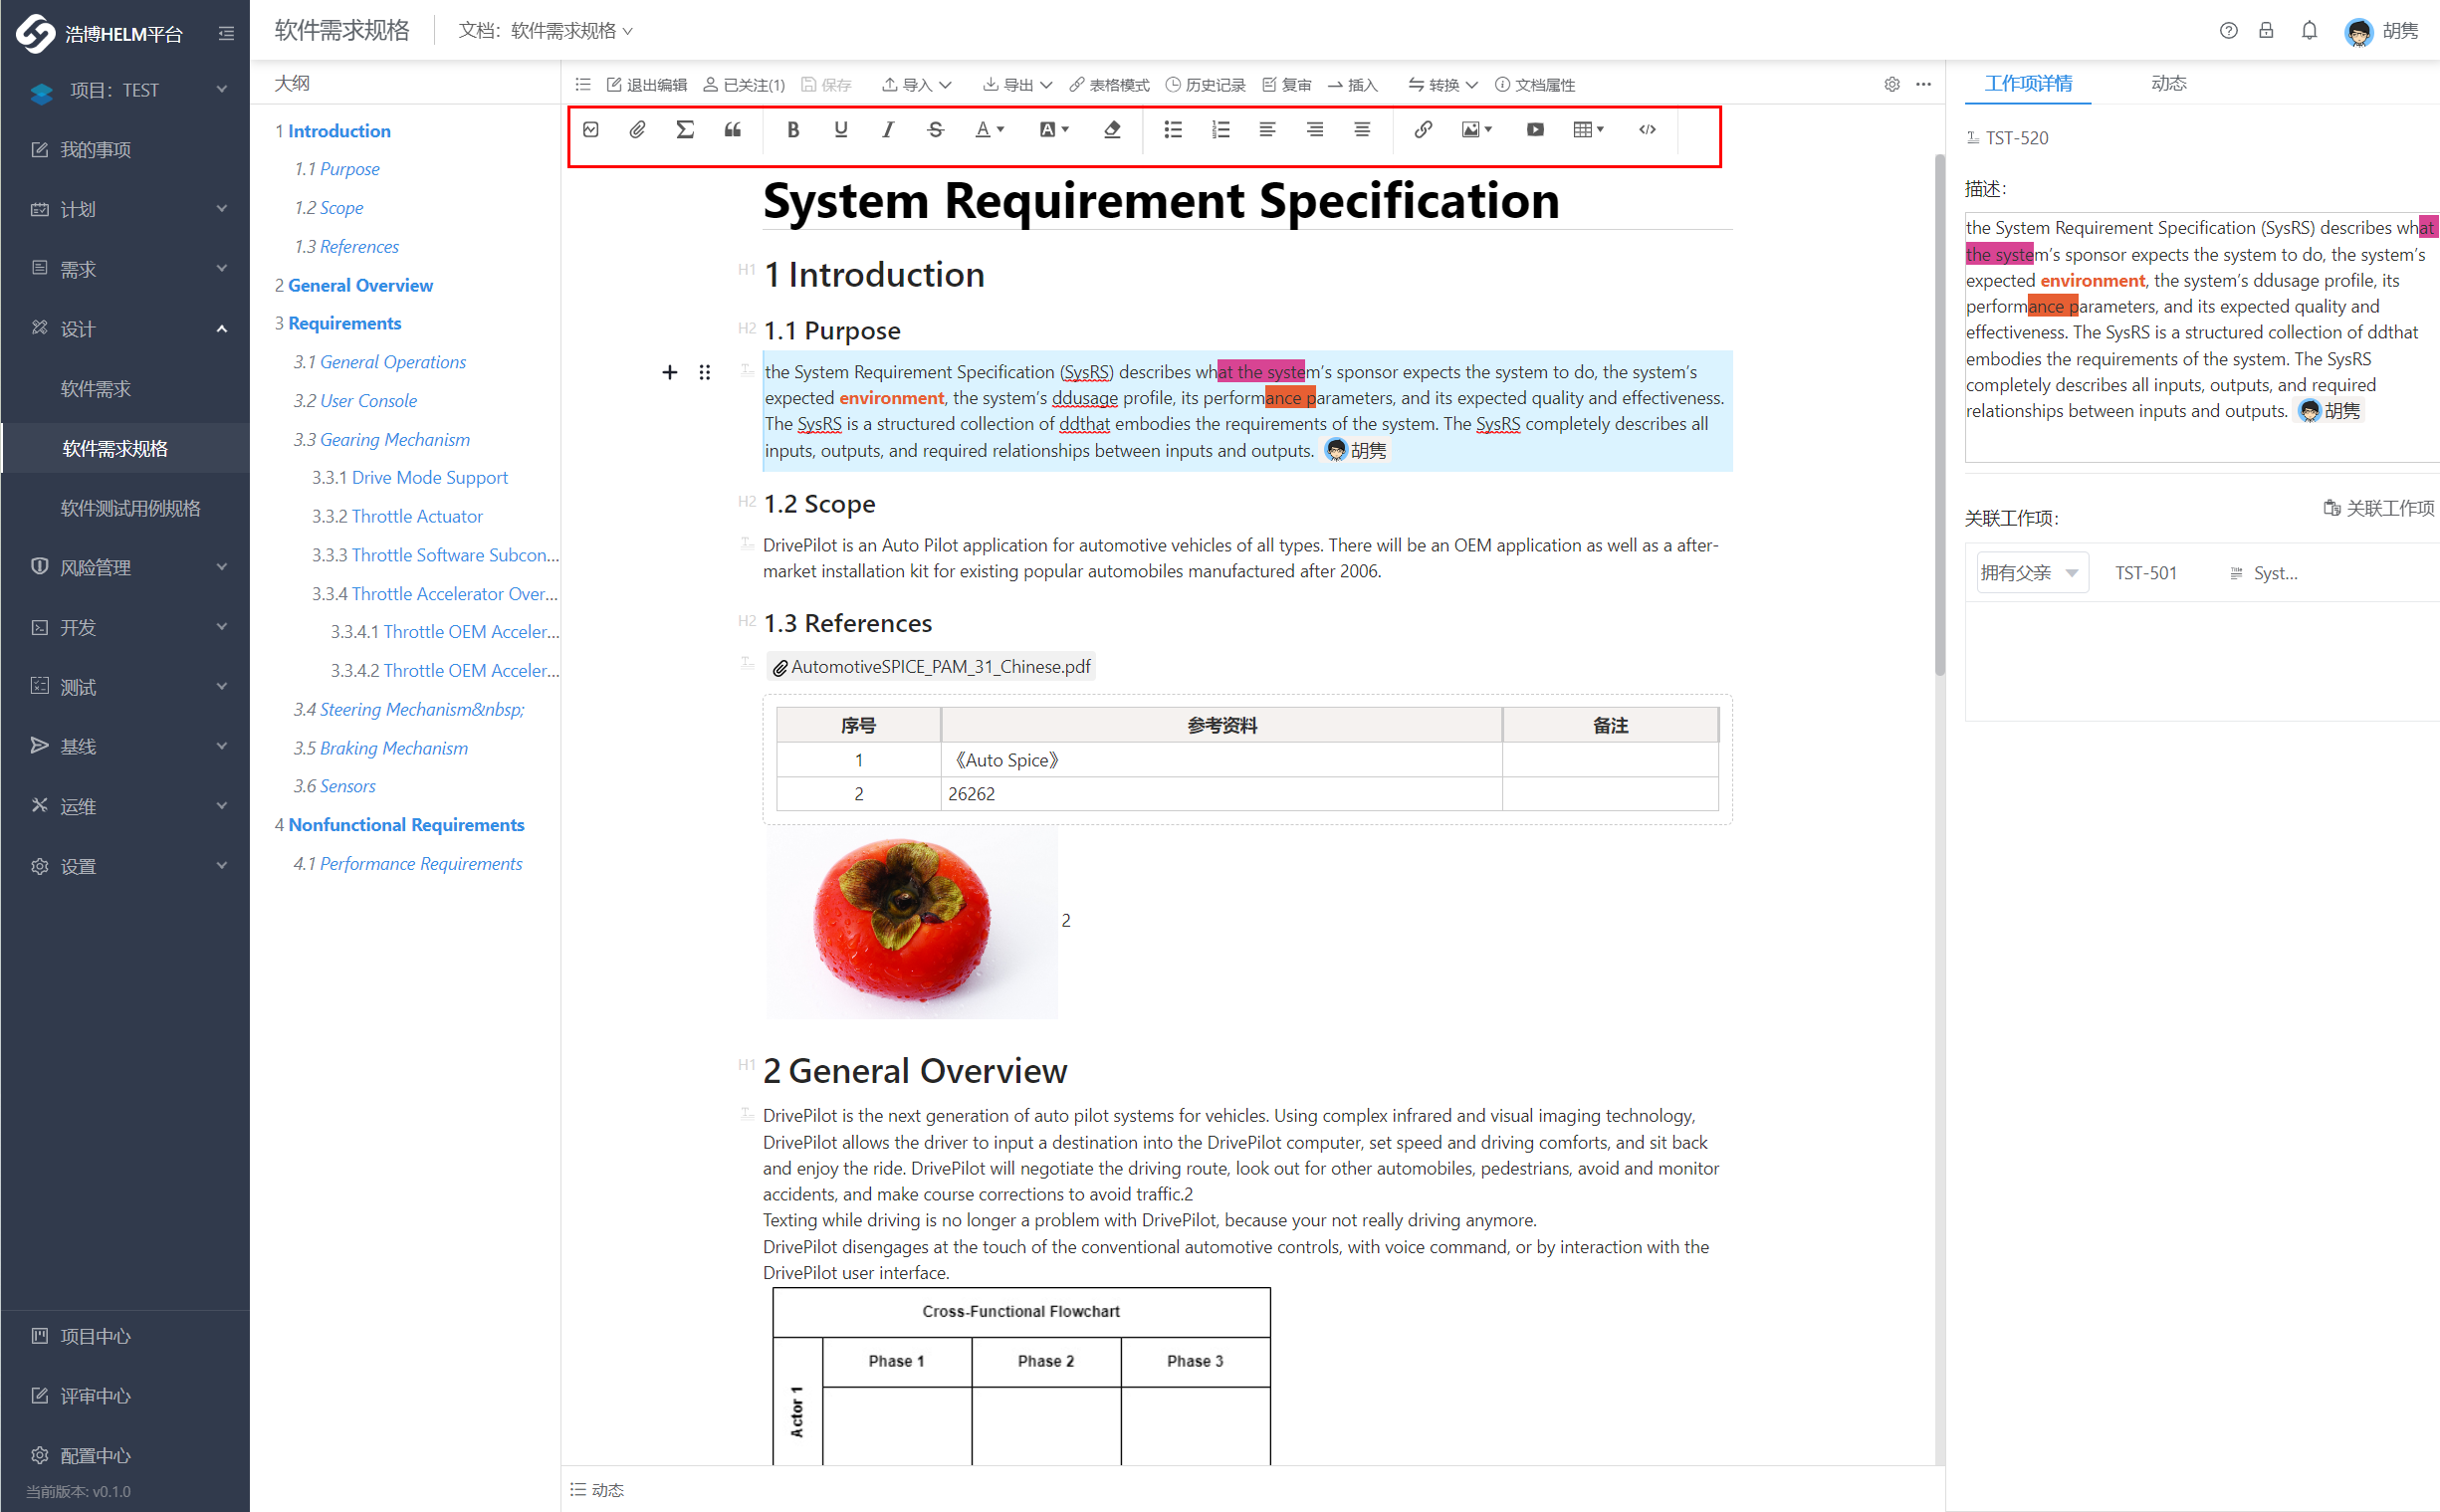 浩博HELM平台
项目：TEST
我的事项
计划
需求
设计
软件需求
软件需求规格
软件测试用例规格
风险管理
开发
测试
基线
运维
设置
项目中心
评审中心
配置中心
当前版本: v0.1.0
软件需求规格
文档：软件需求规格
胡隽
大纲
1 Introduction
1.1 Purpose
1.2 Scope
1.3 References
2 General Overview
3 Requirements
3.1 General Operations
3.2 User Console
3.3 Gearing Mechanism
3.3.1 Drive Mode Support
3.3.2 Throttle Actuator
3.3.3 Throttle Software Subcon...
3.3.4 Throttle Accelerator Over...
3.3.4.1 Throttle OEM Acceler...
3.3.4.2 Throttle OEM Acceler...
3.4 Steering Mechanism&nbsp;
3.5 Braking Mechanism
3.6 Sensors
4 Nonfunctional Requirements
4.1 Performance Requirements
退出编辑 已关注(1) 保存 导入 导出 表格模式 历史记录 复审 插入 转换 文档属性
B U I S A A
System Requirement Specification
H1 1 Introduction
H2 1.1 Purpose
the System Requirement Specification (SysRS) describes what the system’s sponsor expects the system to do, the system’s
expected environment, the system’s ddusage profile, its performance parameters, and its expected quality and effectiveness.
The SysRS is a structured collection of ddthat embodies the requirements of the system. The SysRS completely describes all
inputs, outputs, and required relationships between inputs and outputs. 胡隽
H2 1.2 Scope
DrivePilot is an Auto Pilot application for automotive vehicles of all types. There will be an OEM application as well as a after-
market installation kit for existing popular automobiles manufactured after 2006.
H2 1.3 References
AutomotiveSPICE_PAM_31_Chinese.pdf
序号 参考资料 备注
1 《Auto Spice》
2 26262
2
H1 2 General Overview
DrivePilot is the next generation of auto pilot systems for vehicles. Using complex infrared and visual imaging technology,
DrivePilot allows the driver to input a destination into the DrivePilot computer, set speed and driving comforts, and sit back
and enjoy the ride. DrivePilot will negotiate the driving route, look out for other automobiles, pedestrians, avoid and monitor
accidents, and make course corrections to avoid traffic.2
Texting while driving is no longer a problem with DrivePilot, because your not really driving anymore.
DrivePilot disengages at the touch of the conventional automotive controls, with voice command, or by interaction with the
DrivePilot user interface.
Cross-Functional Flowchart
Phase 1 Phase 2 Phase 3
Actor 1
动态
工作项详情 动态
TST-520
描述：
the System Requirement Specification (SysRS) describes what
the system’s sponsor expects the system to do, the system’s
expected environment, the system’s ddusage profile, its
performance parameters, and its expected quality and
effectiveness. The SysRS is a structured collection of ddthat
embodies the requirements of the system. The SysRS
completely describes all inputs, outputs, and required
relationships between inputs and outputs. 胡隽
关联工作项
关联工作项：
拥有父亲 TST-501 Syst...